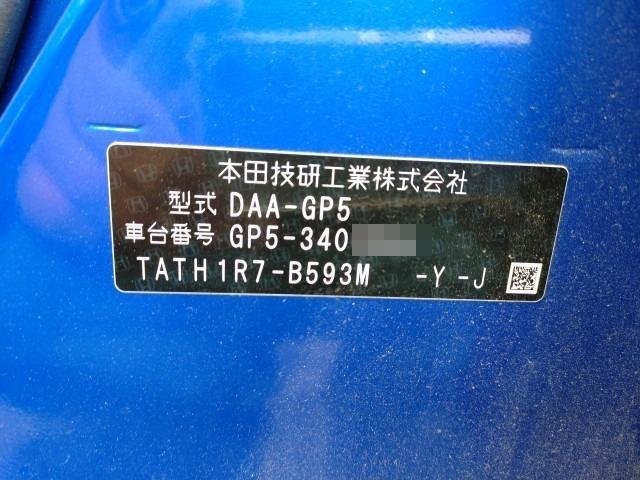 本田技研工業株式会社
型式 DAA-GP5
車台番号 GP5-340
TATH1R7-B593M -Y -J